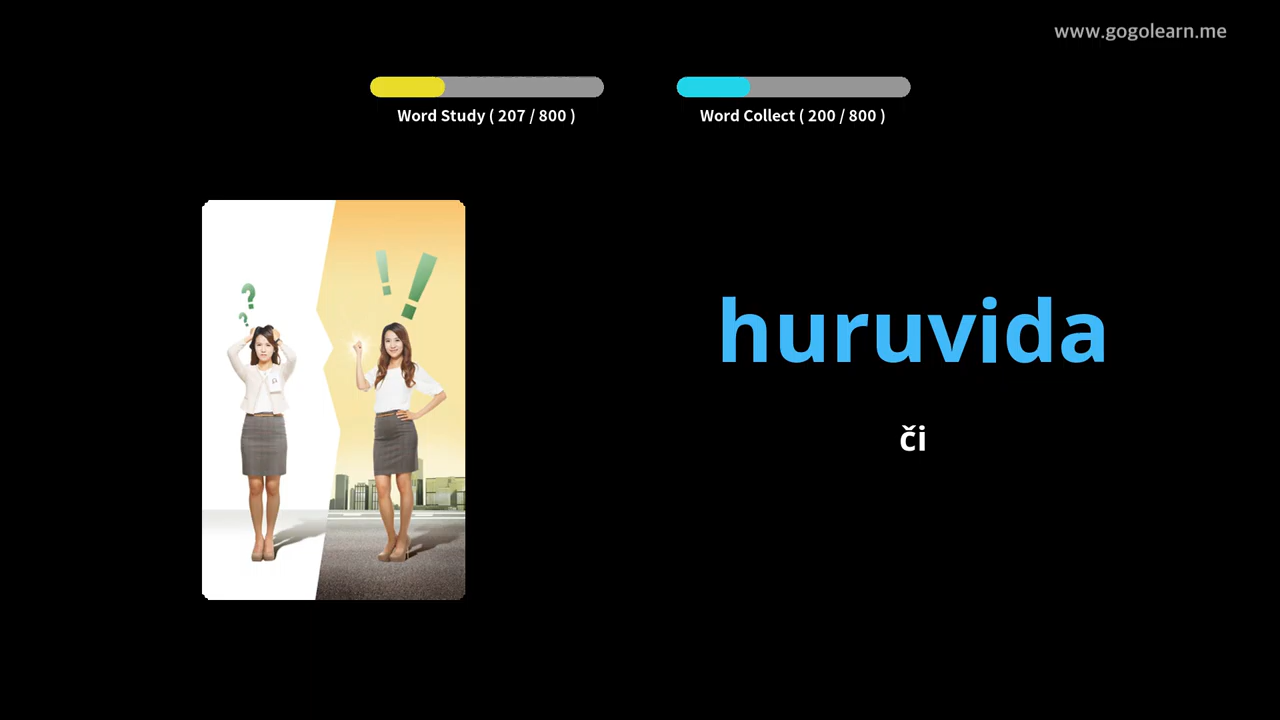 www.gogolearn.me
Word Study ( 207 / 800 )
Word Collect ( 200 / 800 )
? ! !
?
huruvida
či